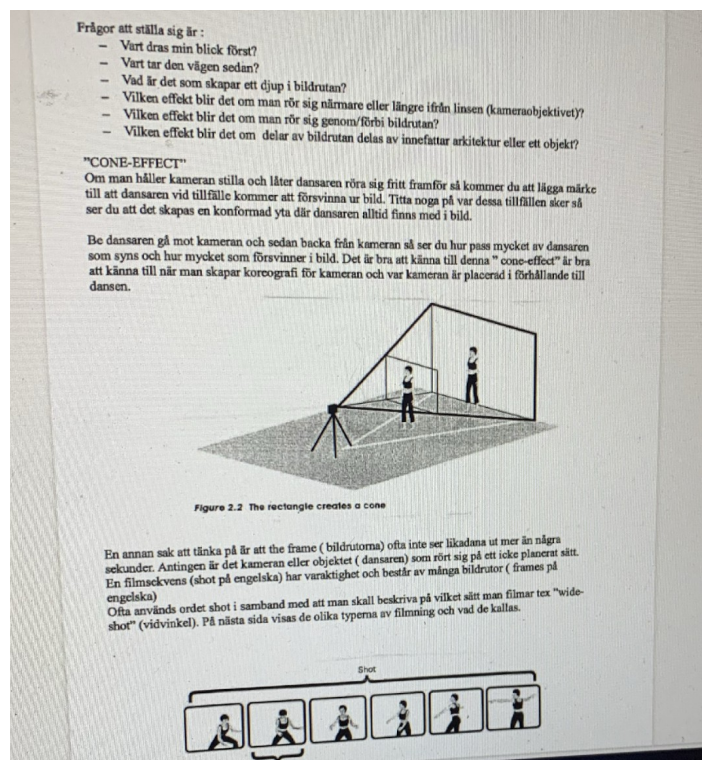 Frågor att ställa sig är :
– Vart dras min blick först?
– Vart tar den vägen sedan?
– Vad är det som skapar ett djup i bildrutan?
– Vilken effekt blir det om man rör sig närmare eller längre ifrån linsen (kameraobjektivet)?
– Vilken effekt blir det om man rör sig genom/förbi bildrutan?
– Vilken effekt blir det om delar av bildrutan delas av innefattar arkitektur eller ett objekt?
"CONE-EFFECT"
Om man håller kameran stilla och låter dansaren röra sig fritt framför så kommer du att lägga märke
till att dansaren vid tillfälle kommer att försvinna ur bild. Titta noga på var dessa tillfällen sker så
ser du att det skapas en konformad yta där dansaren alltid finns med i bild.
Be dansaren gå mot kameran och sedan backa från kameran så ser du hur pass mycket av dansaren
som syns och hur mycket som försvinner i bild. Det är bra att känna till denna " cone-effect" är bra
att känna till när man skapar koreografi för kameran och var kameran är placerad i förhållande till
dansen.
Figure 2.2 The rectangle creates a cone
En annan sak att tänka på är att the frame ( bildrutorna) ofta inte ser likadana ut mer än några
sekunder. Antingen är det kameran eller objektet ( dansaren) som rört sig på ett icke planerat sätt.
En filmsekvens (shot på engelska) har varaktighet och består av många bildrutor ( frames på
engelska)
Ofta används ordet shot i samband med att man skall beskriva på vilket sätt man filmar tex "wide-
shot" (vidvinkel). På nästa sida visas de olika typerna av filmning och vad de kallas.
Shot